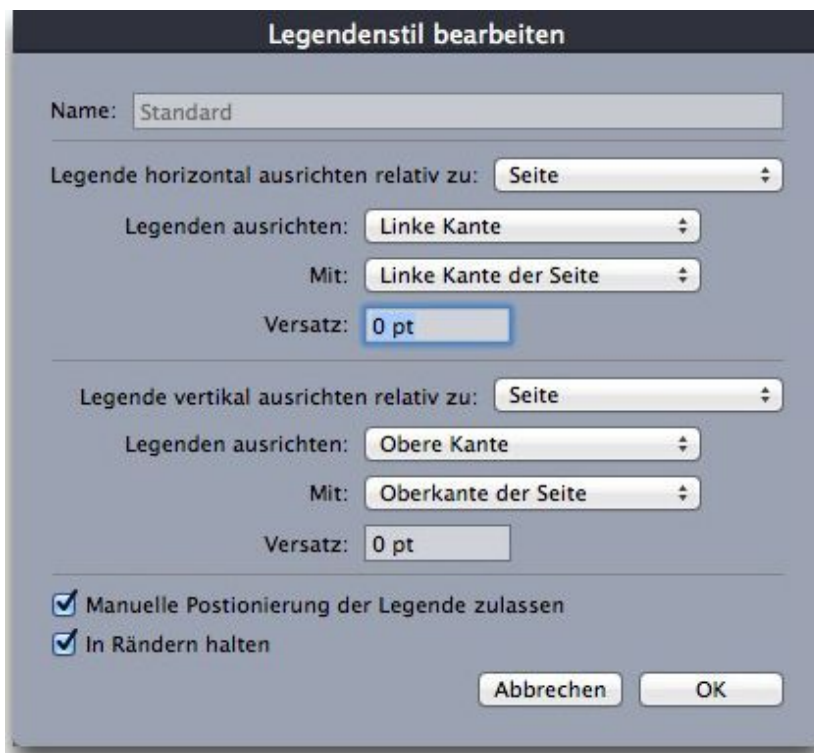 Legendenstil bearbeiten
Name: Standard
Legende horizontal ausrichten relativ zu: Seite
Legenden ausrichten: Linke Kante
Mit: Linke Kante der Seite
Versatz: 0 pt
Legende vertikal ausrichten relativ zu: Seite
Legenden ausrichten: Obere Kante
Mit: Oberkante der Seite
Versatz: 0 pt
Manuelle Postionierung der Legende zulassen
In Rändern halten
Abbrechen OK